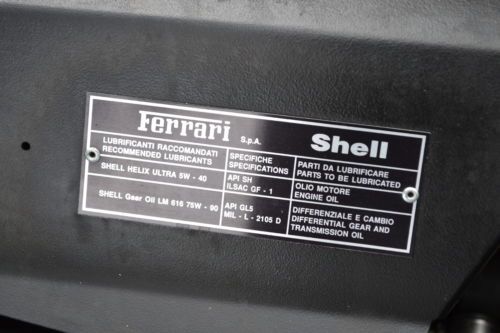 Ferrari S.p.A. Shell
LUBRIFICANTI RACCOMANDATI
RECOMMENDED LUBRICANTS
SPECIFICHE
SPECIFICATIONS
PARTI DA LUBRIFICARE
PARTS TO BE LUBRICATED
SHELL HELIX ULTRA 5W - 40
API SH
ILSAC GF - 1
OLIO MOTORE
ENGINE OIL
SHELL Gear Oil LM 616 75W - 90
API GL5
MIL - L - 2105 D
DIFFERENZIALE E CAMBIO
DIFFERENTIAL GEAR AND
TRANSMISSION OIL